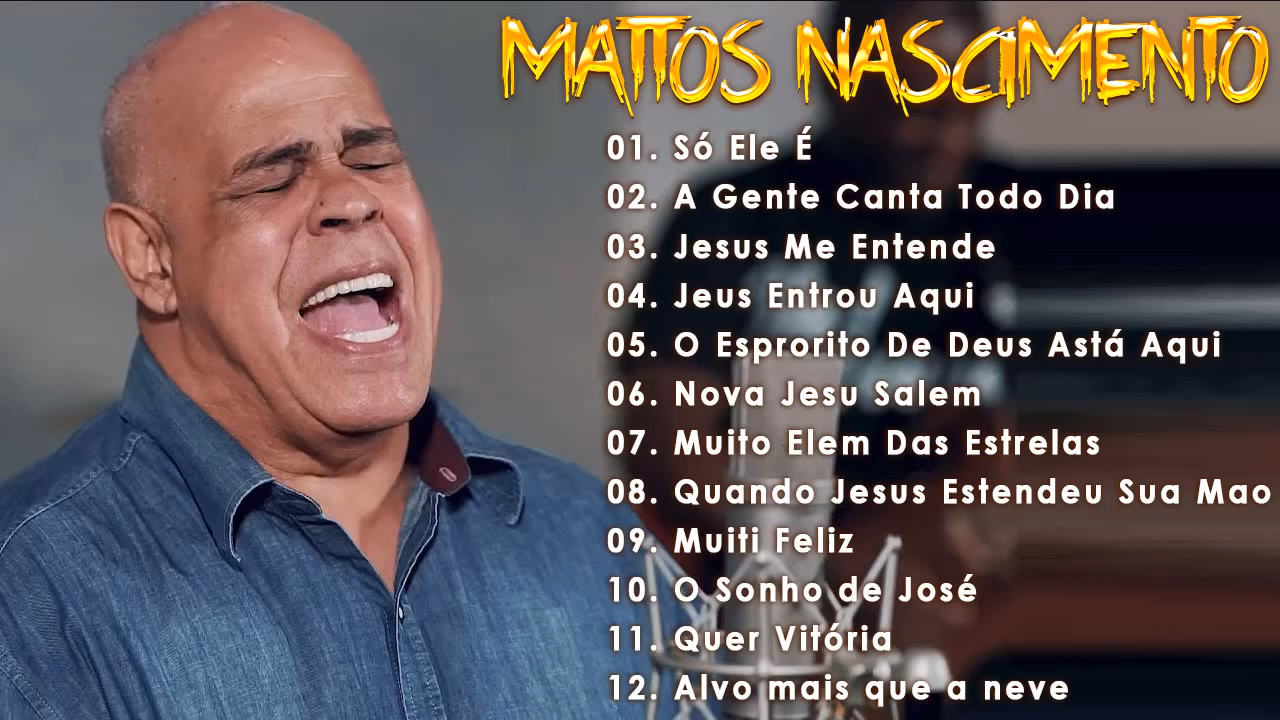 MATTOS NASCIMENTO
01. Só Ele É
02. A Gente Canta Todo Dia
03. Jesus Me Entende
04. Jeus Entrou Aqui
05. O Esprorito De Deus Astá Aqui
06. Nova Jesu Salem
07. Muito Elem Das Estrelas
08. Quando Jesus Estendeu Sua Mao
09. Muiti Feliz
10. O Sonho de José
11. Quer Vitória
12. Alvo mais que a neve